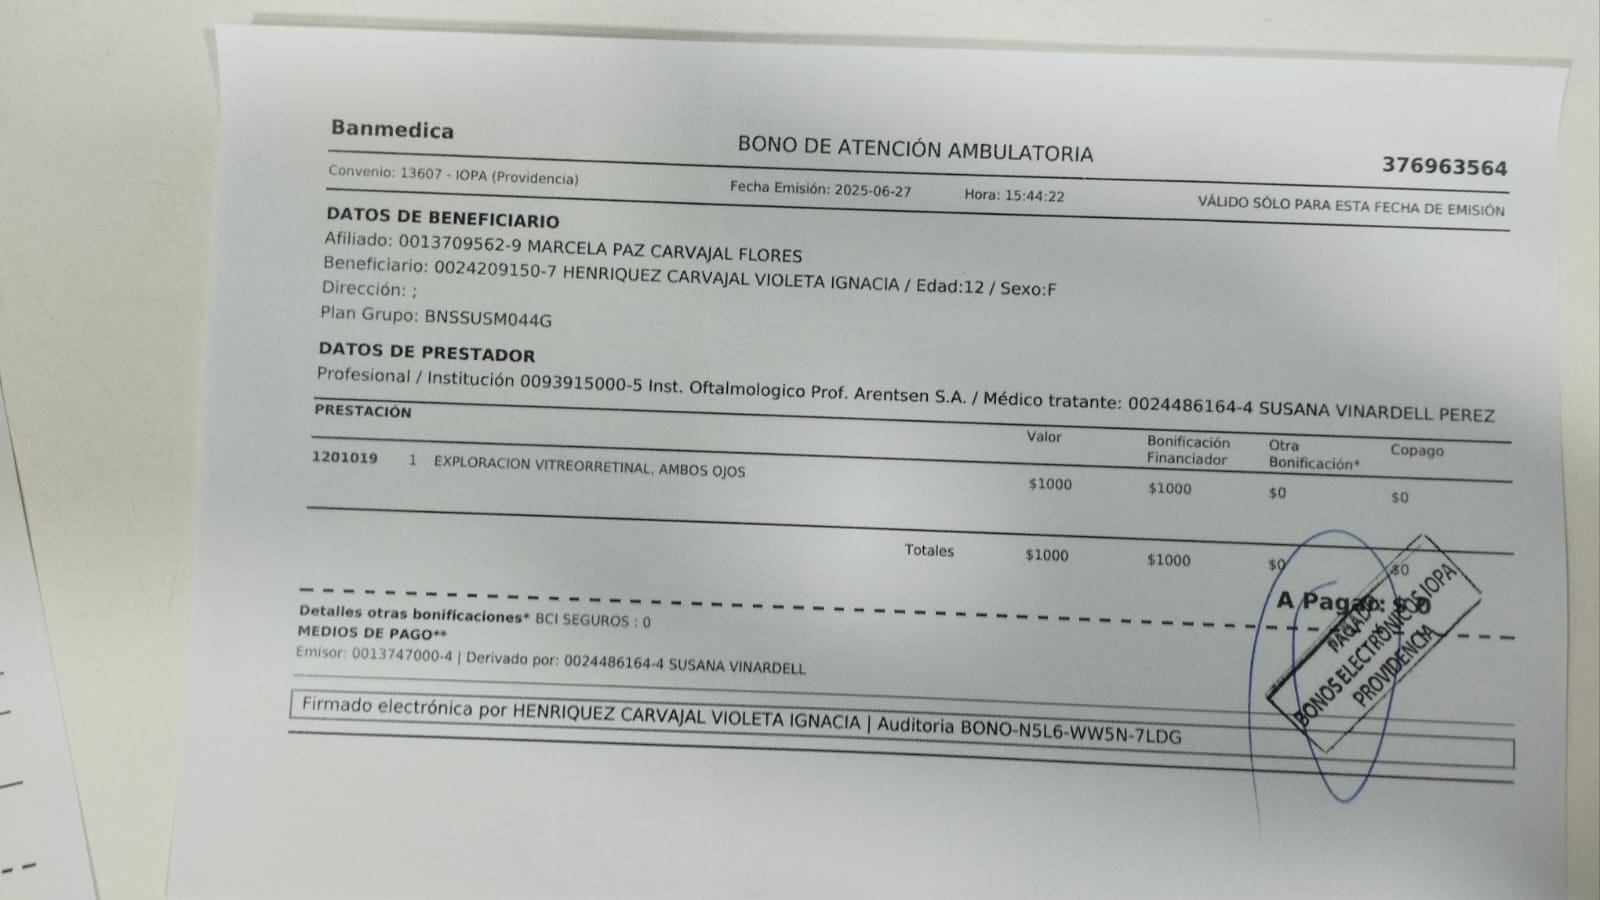 Banmedica
BONO DE ATENCIÓN AMBULATORIA
376963564
Convenio: 13607 - IOPA (Providencia)
Fecha Emisión: 2025-06-27
Hora: 15:44:22
VÁLIDO SÓLO PARA ESTA FECHA DE EMISIÓN
DATOS DE BENEFICIARIO
Afiliado: 0013709562-9 MARCELA PAZ CARVAJAL FLORES
Beneficiario: 0024209150-7 HENRIQUEZ CARVAJAL VIOLETA IGNACIA / Edad:12 / Sexo:F
Dirección: ;
Plan Grupo: BNSSUSM044G
DATOS DE PRESTADOR
Profesional / Institución 0093915000-5 Inst. Oftalmologico Prof. Arentsen S.A. / Médico tratante: 0024486164-4 SUSANA VINARDELL PEREZ
PRESTACIÓN
Valor
Bonificación Financiador
Otra Bonificación*
Copago
1201019 1 EXPLORACION VITREORRETINAL, AMBOS OJOS
$1000 $1000 $0 $0
Totales $1000 $1000 $0 $0
A Pagar: $ 0
Detalles otras bonificaciones* BCI SEGUROS : 0
MEDIOS DE PAGO**
Emisor: 0013747000-4 | Derivado por: 0024486164-4 SUSANA VINARDELL
PAGADO
BONOS ELECTRÓNICOS IOPA
PROVIDENCIA
Firmado electrónica por HENRIQUEZ CARVAJAL VIOLETA IGNACIA | Auditoria BONO-N5L6-WW5N-7LDG